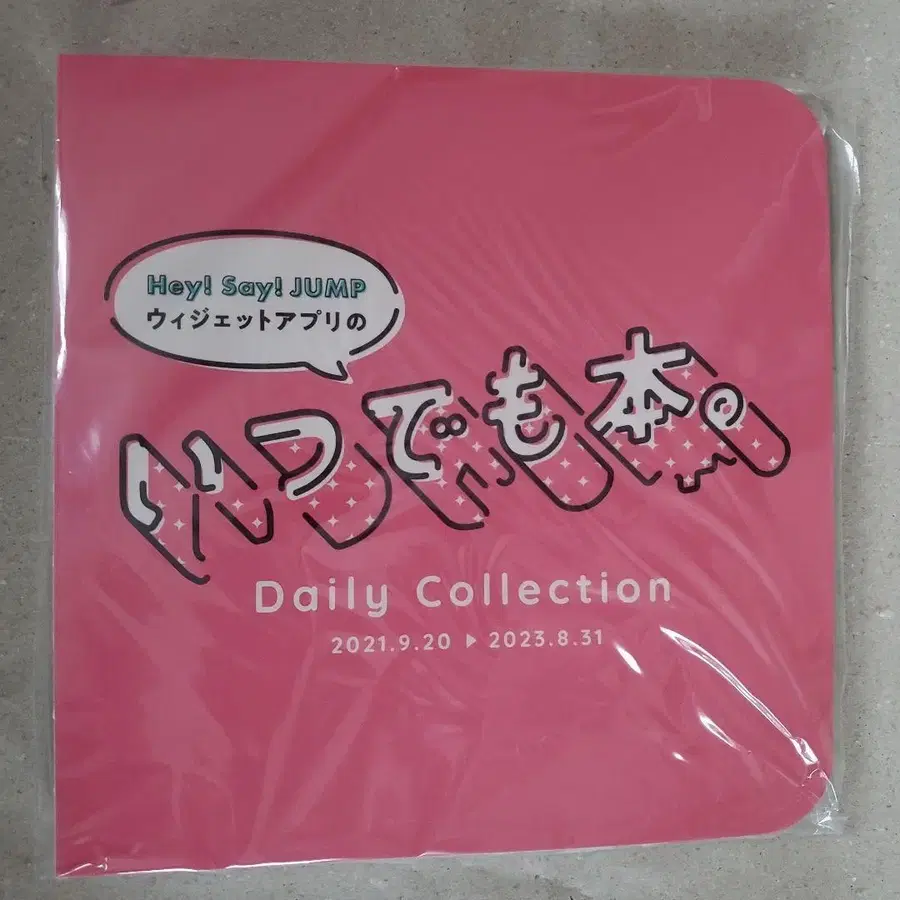 Hey! Say! JUMP
ウィジェットアプリの
いつでも本。
Daily Collection
2021.9.20 ▶ 2023.8.31